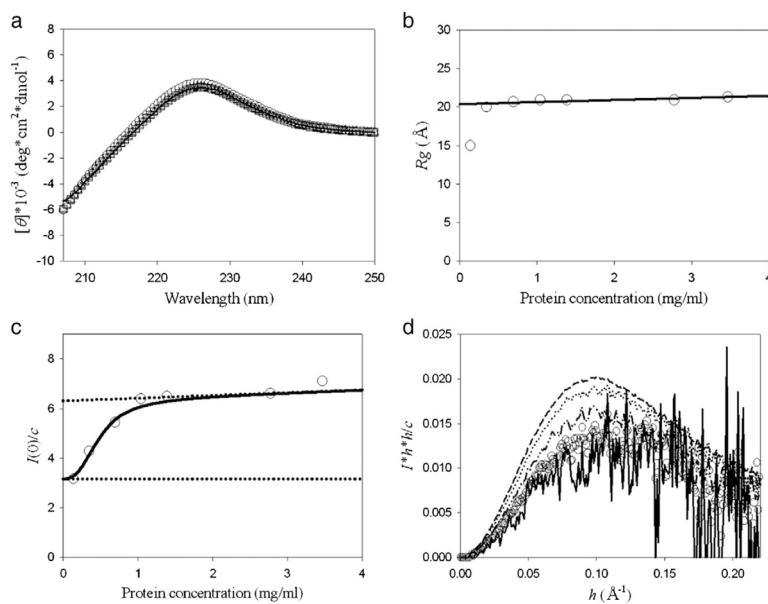 a
[θ]*10⁻³ (deg*cm²*dmol⁻¹)
8
6
4
2
0
-2
-4
-6
-8
-10
210 220 230 240 250
Wavelength (nm)
b
Rg (Å)
30
25
20
15
10
5
0
0 1 2 3 4
Protein concentration (mg/ml)
c
I(0)/c
8
6
4
2
0
0 1 2 3 4
Protein concentration (mg/ml)
d
I*h*h/c
0.025
0.020
0.015
0.010
0.005
0.000
0.00 0.05 0.10 0.15 0.20
h (Å⁻¹)